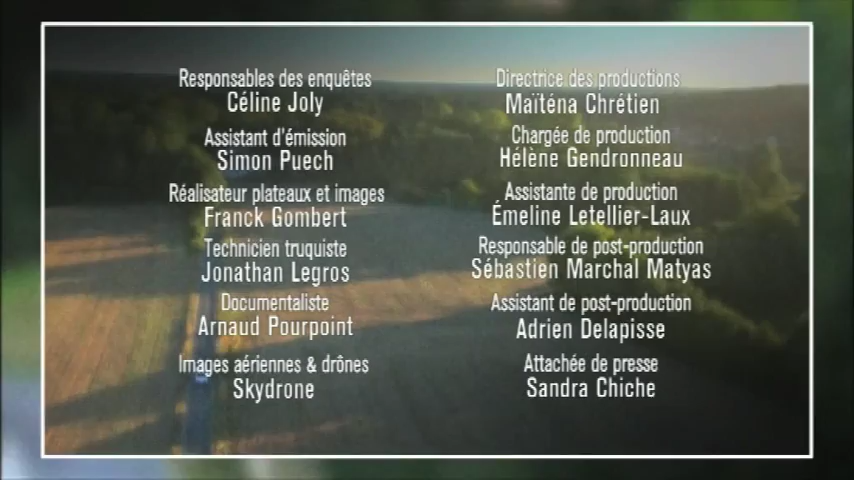 Responsables des enquêtes
Céline Joly
Assistant d'émission
Simon Puech
Réalisateur plateaux et images
Franck Gombert
Technicien truquiste
Jonathan Legros
Documentaliste
Arnaud Pourpoint
Images aériennes & drônes
Skydrone
Directrice des productions
Maïténa Chrétien
Chargée de production
Hélène Gendronneau
Assistante de production
Émeline Letellier-Laux
Responsable de post-production
Sébastien Marchal Matyas
Assistant de post-production
Adrien Delapisse
Attachée de presse
Sandra Chiche